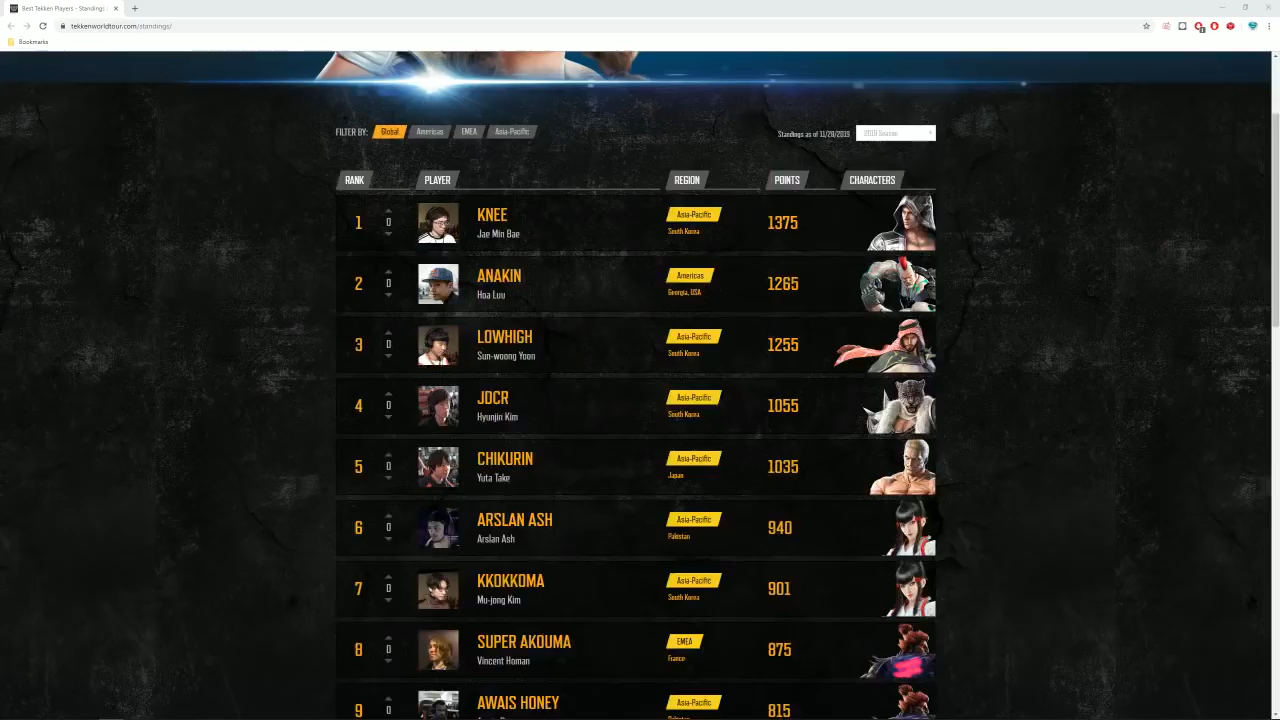 Best Tekken Players - Standings
tekkenworldtour.com/standings/
Bookmarks
FILTER BY: Global Americas EMEA Asia-Pacific
Standings as of 11/28/2019 2019 Season
RANK PLAYER REGION POINTS CHARACTERS
1 0 KNEE Jae Min Bae Asia-Pacific South Korea 1375
2 0 ANAKIN Hoa Luu Americas Georgia, USA 1265
3 0 LOWHIGH Sun-woong Yoon Asia-Pacific South Korea 1255
4 0 JDCR Hyunjin Kim Asia-Pacific South Korea 1055
5 0 CHIKURIN Yuta Take Asia-Pacific Japan 1035
6 0 ARSLAN ASH Arslan Ash Asia-Pacific Pakistan 940
7 0 KKOKKOMA Mu-jong Kim Asia-Pacific South Korea 901
8 0 SUPER AKOUMA Vincent Homan EMEA France 875
9 0 AWAIS HONEY Asia-Pacific 815